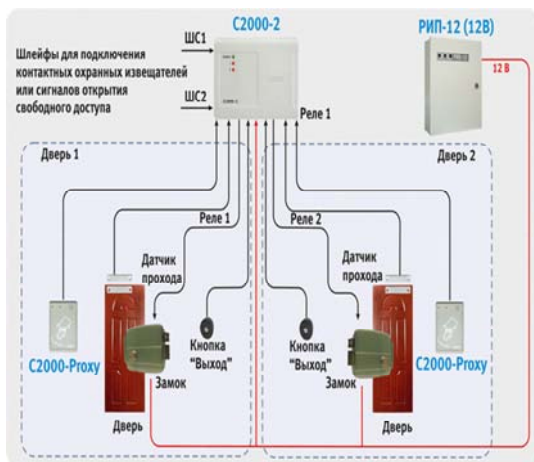 С2000-2
РИП-12 (12В)
ШС1
Шлейфы для подключения
контактных охранных извещателей
или сигналов открытия
свободного доступа
ШС2
12 В
Реле 1
Дверь 1
Дверь 2
Реле 1
Реле 2
Датчик
прохода
Датчик
прохода
С2000-Proxy
Замок
Кнопка
"Выход"
Кнопка
"Выход"
Замок
С2000-Proxy
Дверь
Дверь